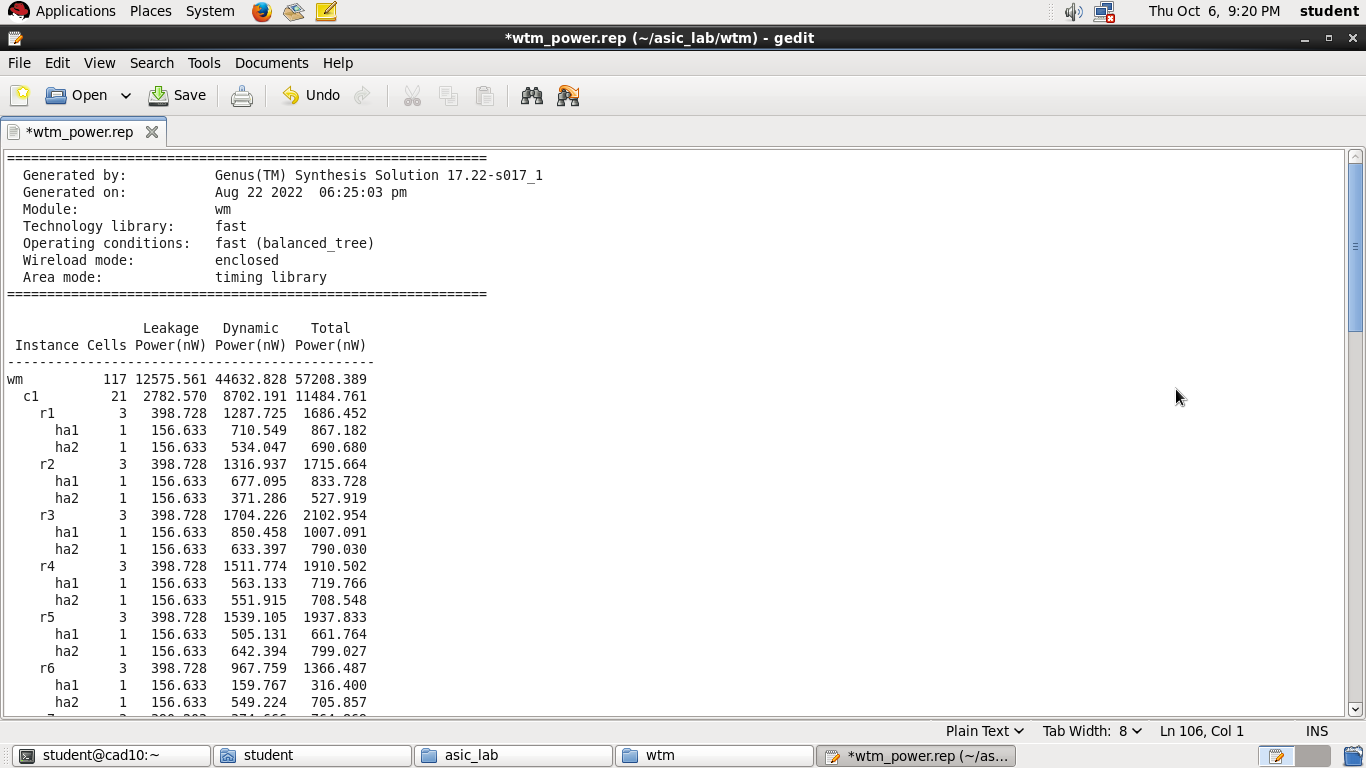 Applications Places System Thu Oct 6, 9:20 PM student
*wtm_power.rep (~/asic_lab/wtm) - gedit
File Edit View Search Tools Documents Help
Open Save Undo
*wtm_power.rep
============================================================
  Generated by:           Genus(TM) Synthesis Solution 17.22-s017_1
  Generated on:           Aug 22 2022  06:25:03 pm
  Module:                 wm
  Technology library:     fast
  Operating conditions:   fast (balanced_tree)
  Wireload mode:          enclosed
  Area mode:              timing library
============================================================
                 Leakage   Dynamic    Total
 Instance Cells Power(nW) Power(nW) Power(nW)
----------------------------------------------
wm          117 12575.561 44632.828 57208.389
  c1         21  2782.570  8702.191 11484.761
    r1        3   398.728  1287.725  1686.452
      ha1     1   156.633   710.549   867.182
      ha2     1   156.633   534.047   690.680
    r2        3   398.728  1316.937  1715.664
      ha1     1   156.633   677.095   833.728
      ha2     1   156.633   371.286   527.919
    r3        3   398.728  1704.226  2102.954
      ha1     1   156.633   850.458  1007.091
      ha2     1   156.633   633.397   790.030
    r4        3   398.728  1511.774  1910.502
      ha1     1   156.633   563.133   719.766
      ha2     1   156.633   551.915   708.548
    r5        3   398.728  1539.105  1937.833
      ha1     1   156.633   505.131   661.764
      ha2     1   156.633   642.394   799.027
    r6        3   398.728   967.759  1366.487
      ha1     1   156.633   159.767   316.400
      ha2     1   156.633   549.224   705.857
Plain Text Tab Width: 8 Ln 106, Col 1 INS
student@cad10:~ student asic_lab wtm *wtm_power.rep (~/as...